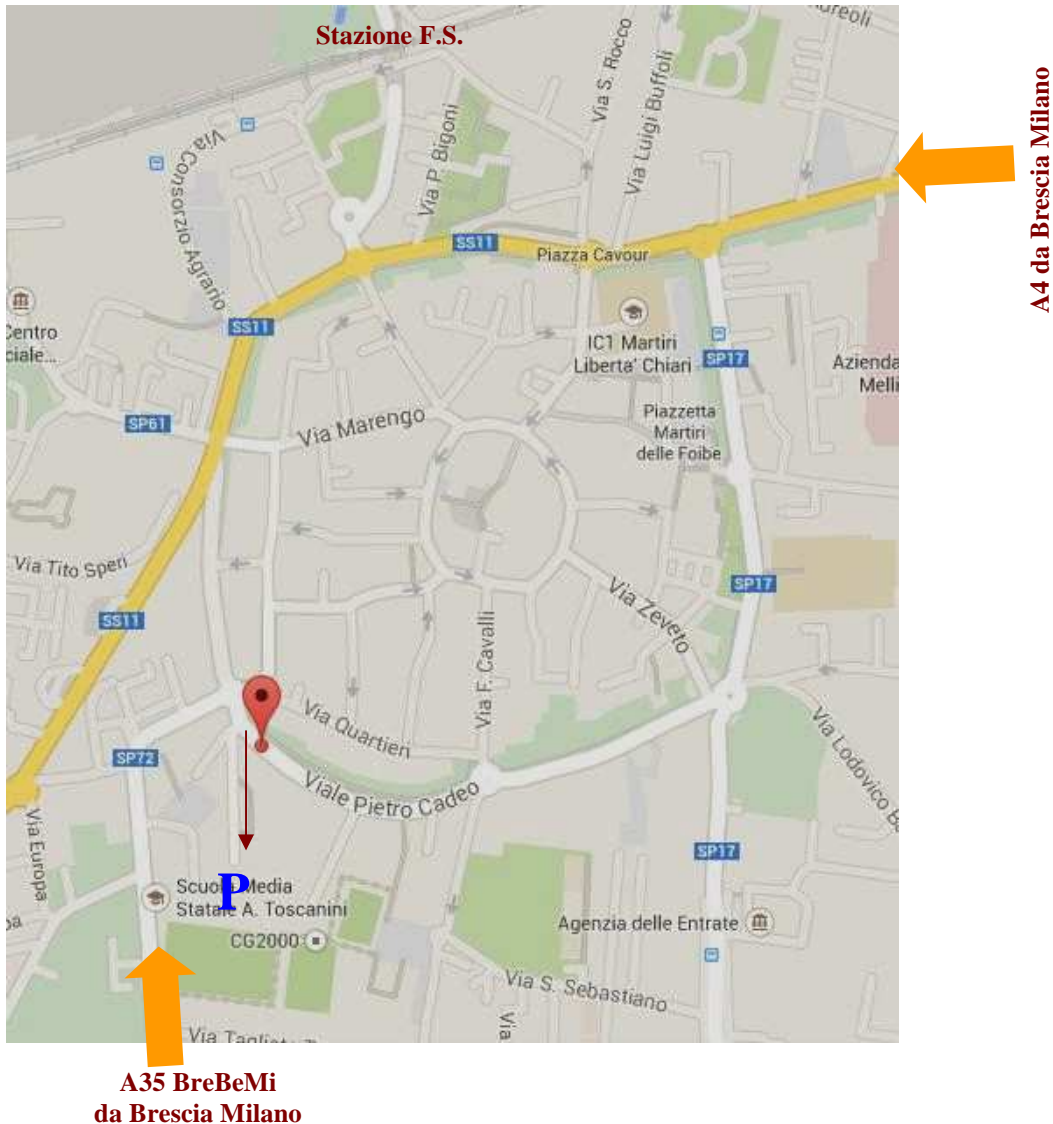 Stazione F.S.
Via S. Rocco
Via Luigi Buffoli
Via P. Bigoni
Via Consorzio Agrario
A4 da Brescia Milano
SS11
Piazza Cavour
IC1 Martiri
Liberta' Chiari
SS11
SP17
Centro
ciale...
Azienda
Melli
SP61
Via Marengo
Piazzetta
Martiri
delle Foibe
Via Tito Speri
SP17
SS11
Via Zeveto
Via F. Cavalli
Via Quartieri
SP72
Viale Pietro Cadeo
Via Lodovico B
Via Europa
SP17
P
Scuola Media
Statale A. Toscanini
Agenzia delle Entrate
CG2000
Via S. Sebastiano
Via
A35 BreBeMi
da Brescia Milano